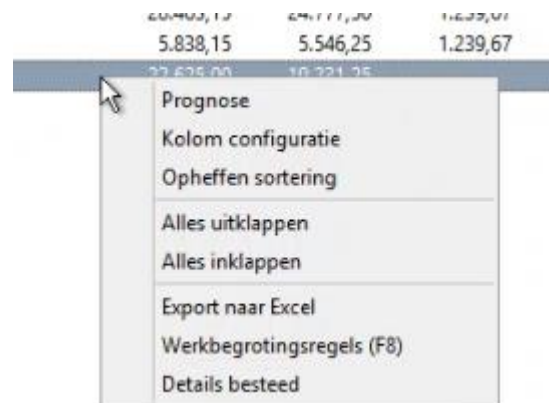 5.838,15 5.546,25 1.239,67
Prognose
Kolom configuratie
Opheffen sortering
Alles uitklappen
Alles inklappen
Export naar Excel
Werkbegrotingsregels (F8)
Details besteed